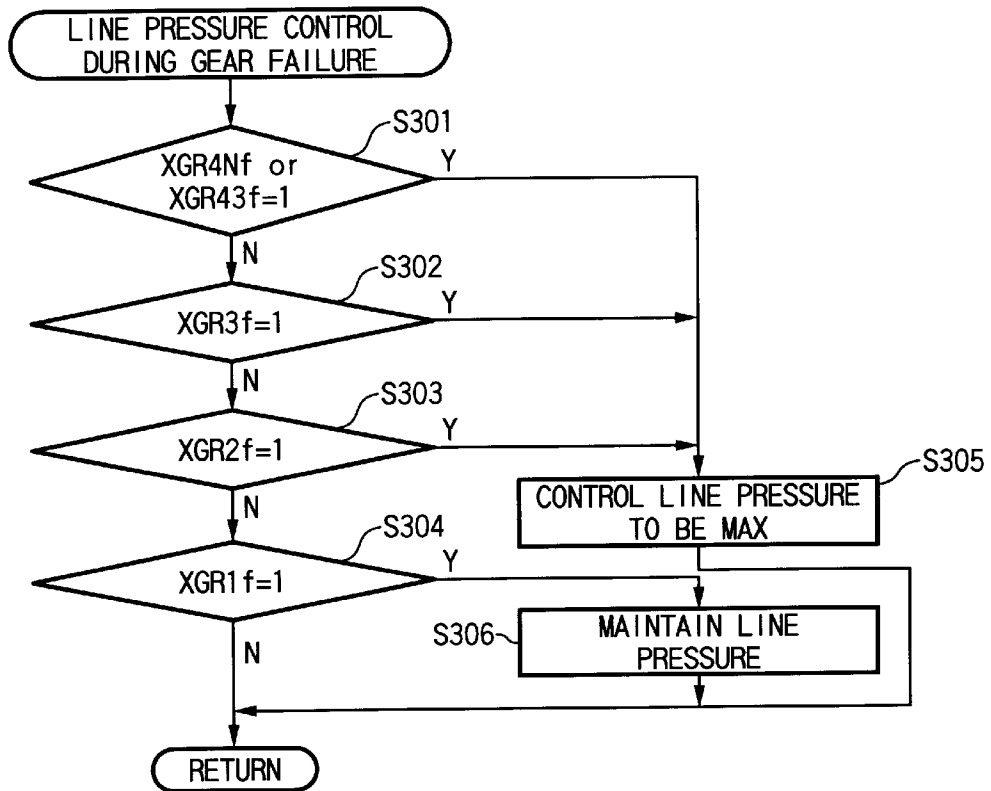 LINE PRESSURE CONTROL
DURING GEAR FAILURE
S301
XGR4Nf or
XGR43f=1
Y
N
S302
XGR3f=1
Y
N
S303
XGR2f=1
Y
N
S305
CONTROL LINE PRESSURE
TO BE MAX
S304
XGR1f=1
Y
N
S306
MAINTAIN LINE
PRESSURE
RETURN